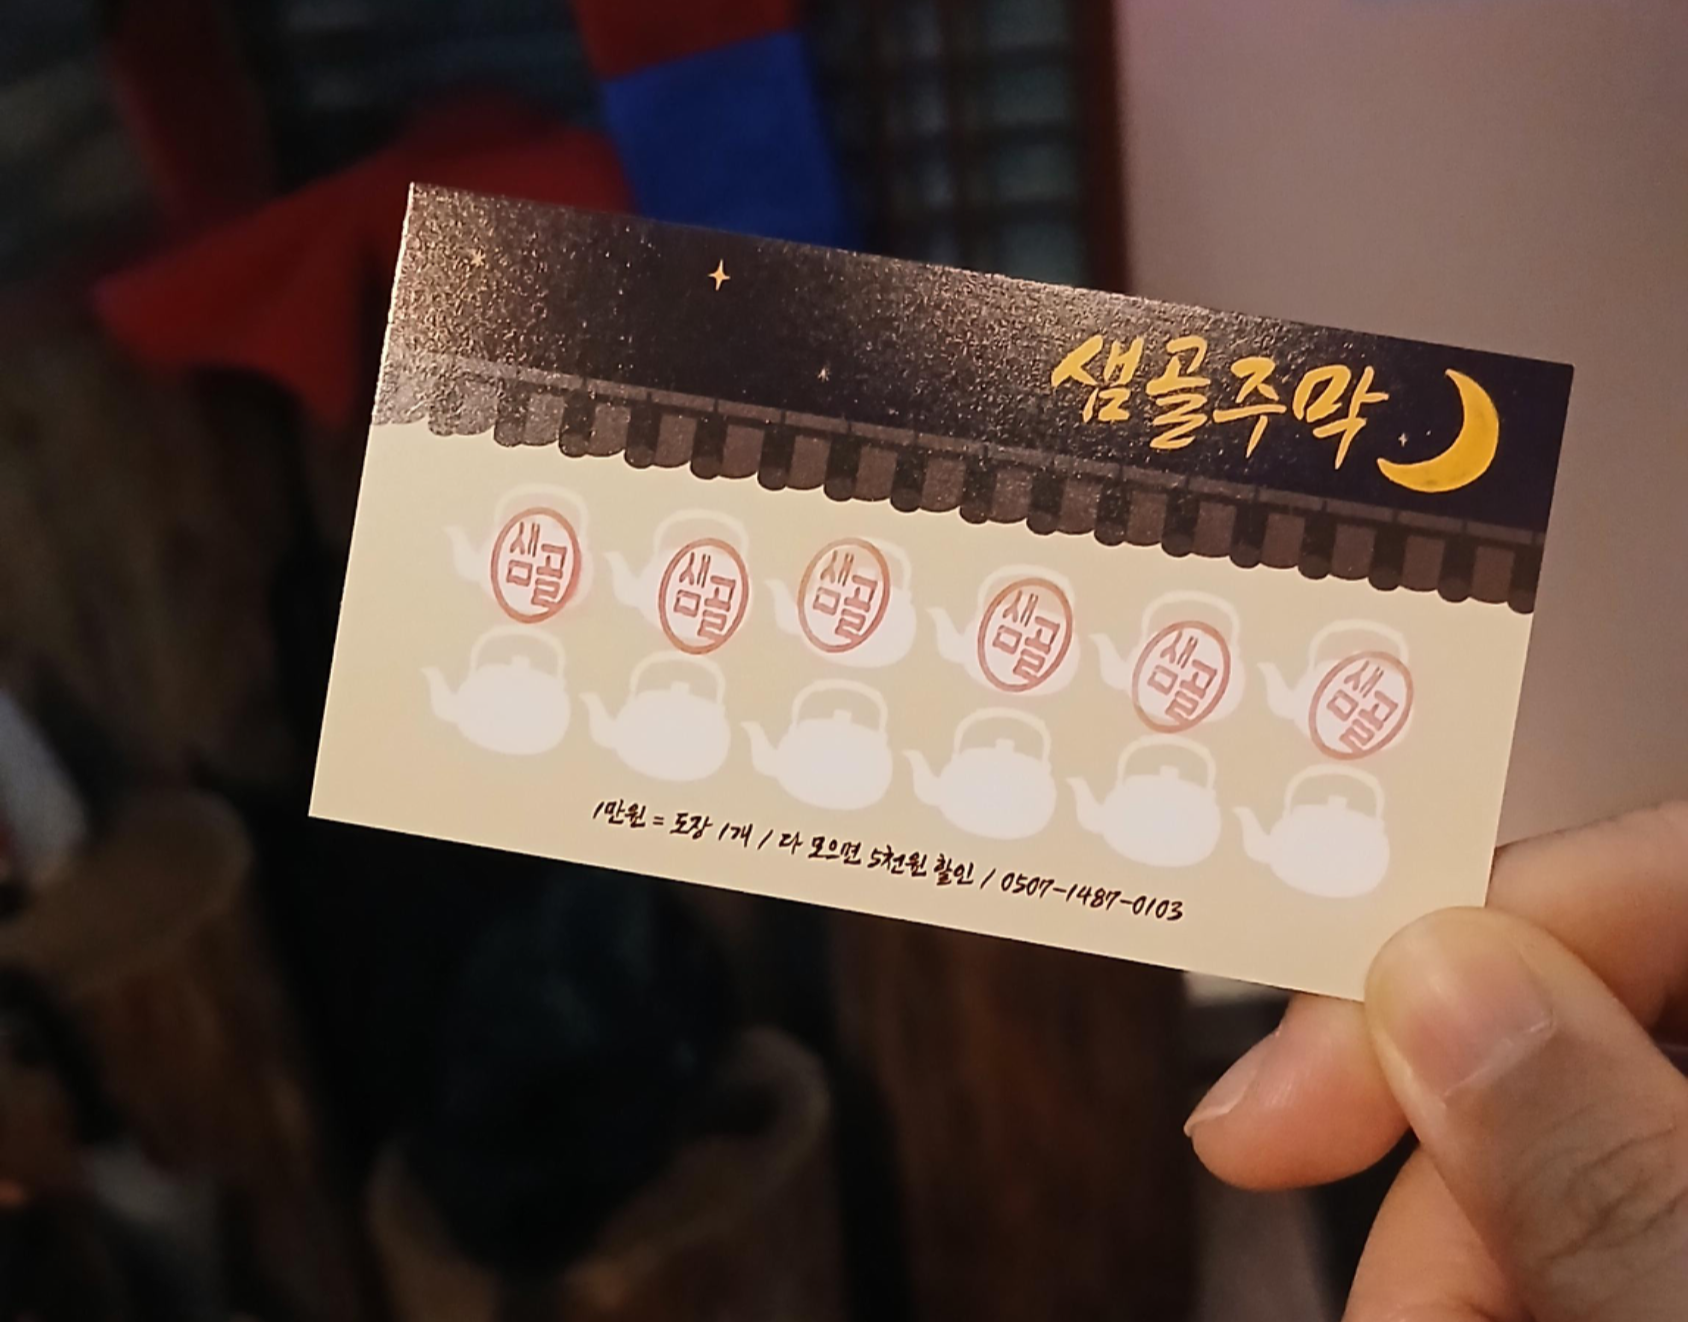 샘골주막
샘골 샘골 샘골 샘골 샘골 샘골
1만원 = 도장 1개 / 다 모으면 5천원 할인 / 0507-1487-0103